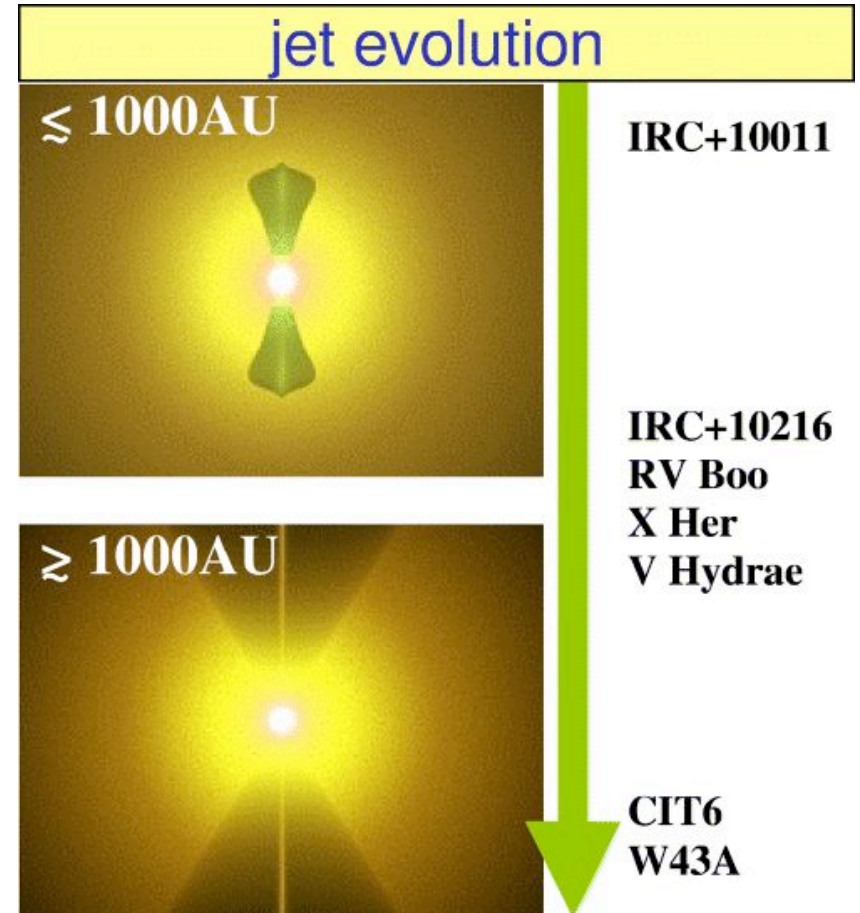 jet evolution
≲ 1000AU
IRC+10011
IRC+10216
RV Boo
X Her
V Hydrae
≳ 1000AU
CIT6
W43A